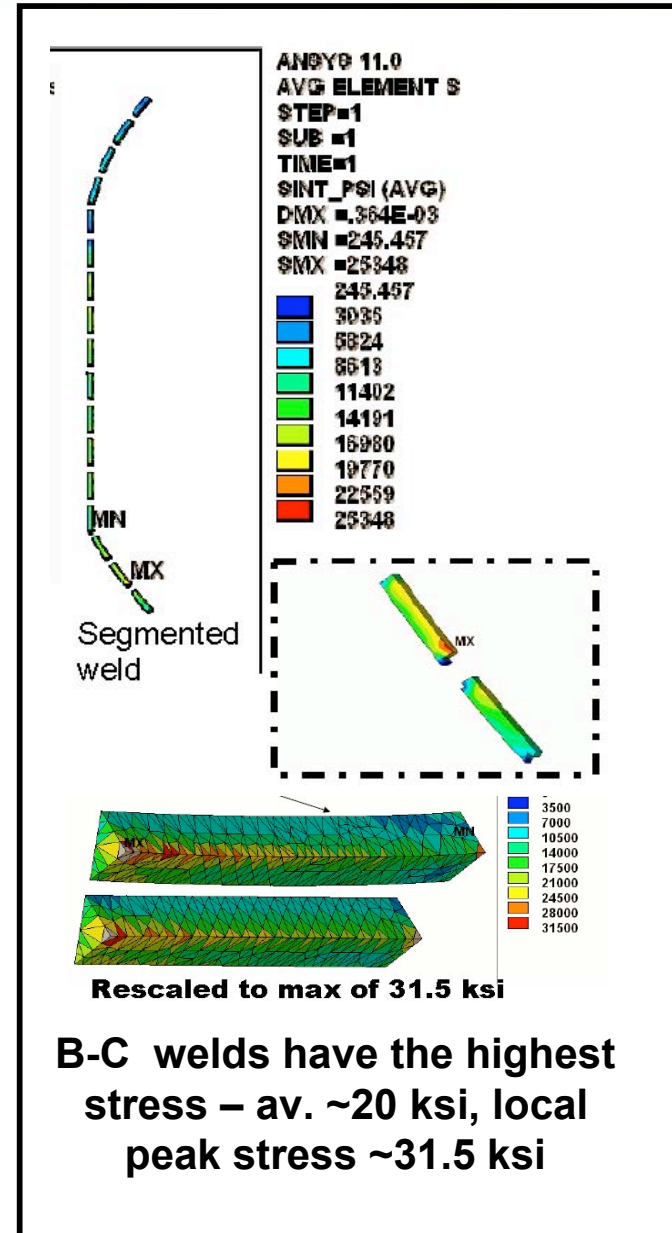 ANSYS 11.0
AVG ELEMENT S
STEP=1
SUB =1
TIME=1
SINT_PSI (AVG)
DMX =.364E-03
SMN =245.457
SMX =25348
245.457
3035
5824
8613
11402
14191
16980
19770
22559
25348
MN
MX
Segmented
weld
MX
3500
7000
10500
14000
17500
21000
24500
28000
31500
MX
MN
Rescaled to max of 31.5 ksi
B-C welds have the highest
stress – av. ~20 ksi, local
peak stress ~31.5 ksi